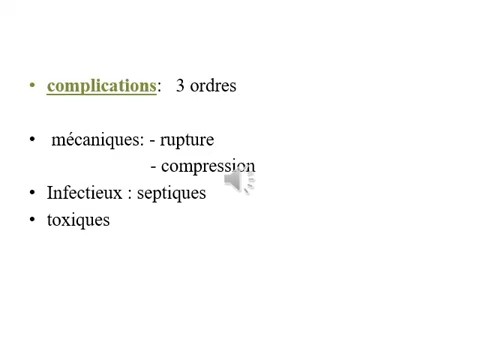 • complications: 3 ordres
• mécaniques: - rupture
- compression
• Infectieux : septiques
• toxiques